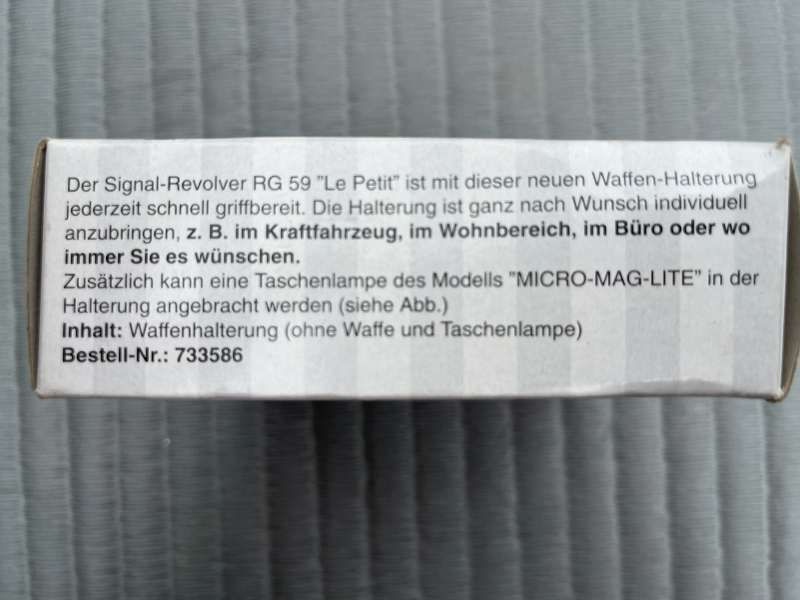 Der Signal-Revolver RG 59 "Le Petit" ist mit dieser neuen Waffen-Halterung
jederzeit schnell griffbereit. Die Halterung ist ganz nach Wunsch individuell
anzubringen, z. B. im Kraftfahrzeug, im Wohnbereich, im Büro oder wo
immer Sie es wünschen.
Zusätzlich kann eine Taschenlampe des Modells "MICRO-MAG-LITE" in der
Halterung angebracht werden (siehe Abb.)
Inhalt: Waffenhalterung (ohne Waffe und Taschenlampe)
Bestell-Nr.: 733586